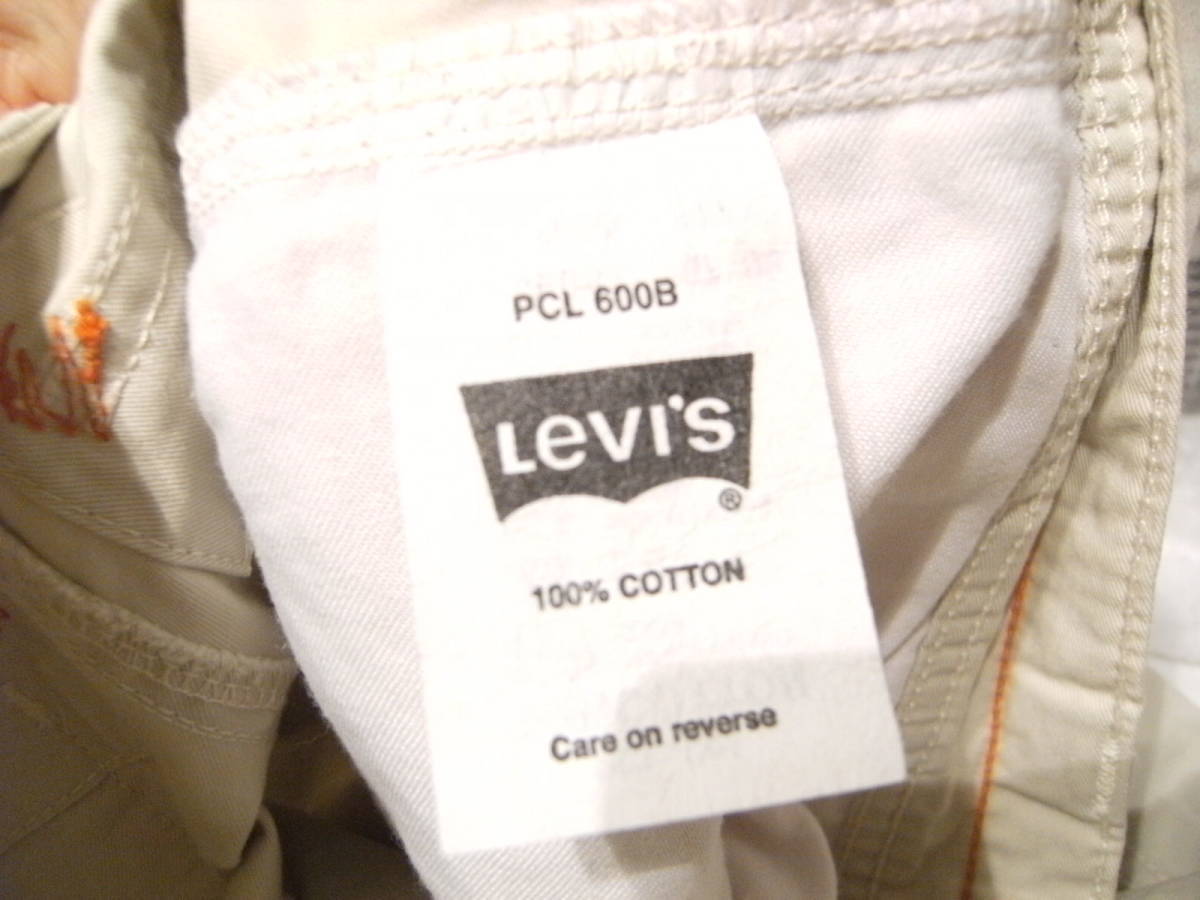 PCL 600B
LEVI'S
®
100% COTTON
Care on reverse